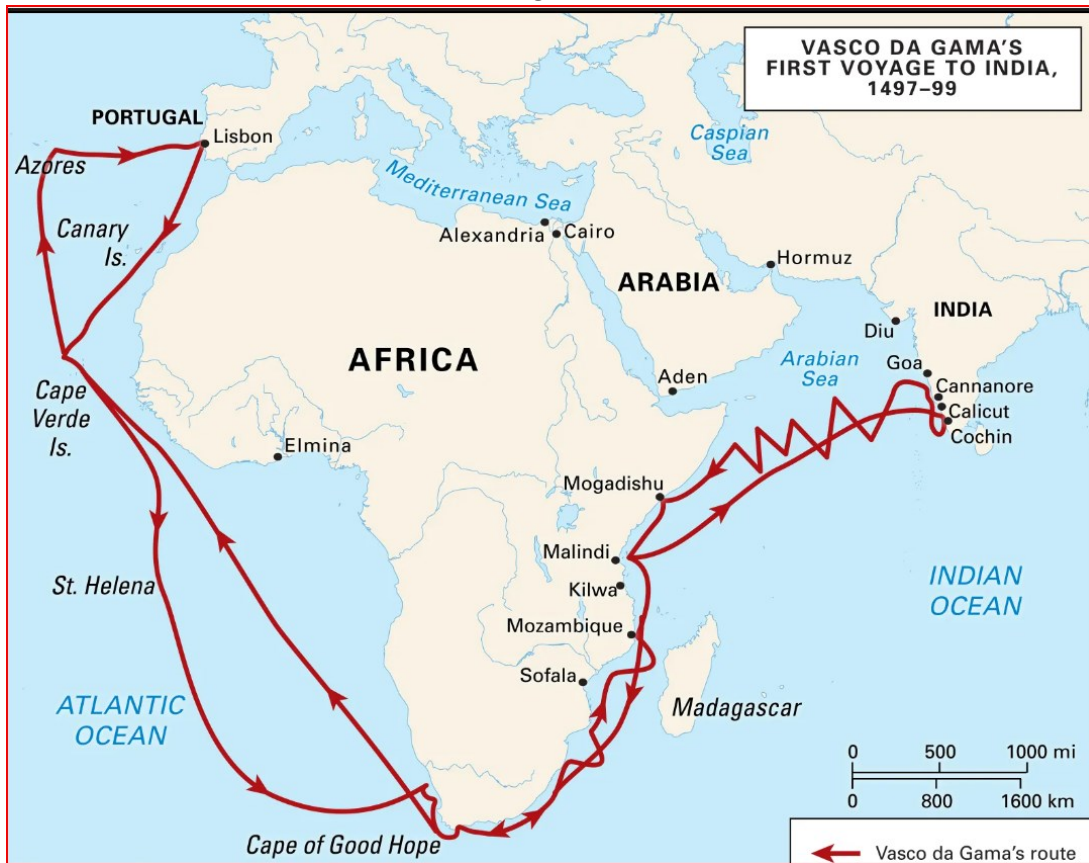 VASCO DA GAMA'S
FIRST VOYAGE TO INDIA,
1497–99
PORTUGAL
Lisbon
Azores
Caspian
Sea
Mediterranean Sea
Canary
Is.
Alexandria
Cairo
ARABIA
Hormuz
INDIA
Diu
AFRICA
Arabian
Sea
Goa
Aden
Cannanore
Calicut
Cochin
Cape
Verde
Is.
Elmina
Mogadishu
Malindi
St. Helena
Kilwa
INDIAN
OCEAN
Mozambique
Sofala
Madagascar
ATLANTIC
OCEAN
0 500 1000 mi
0 800 1600 km
Cape of Good Hope
Vasco da Gama's route